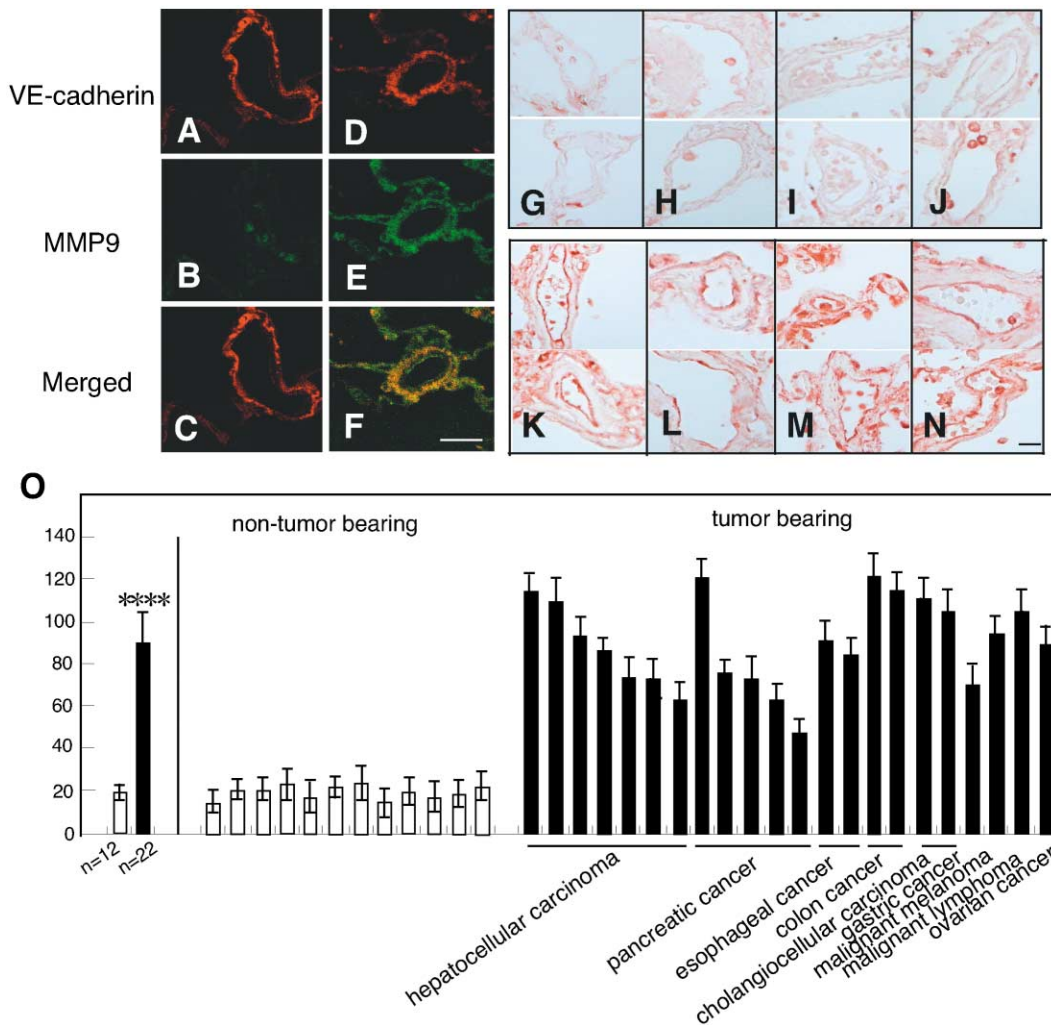 VE-cadherin
MMP9
Merged
A
D
B
E
C
F
G
H
I
J
K
L
M
N
O
non-tumor bearing
tumor bearing
140
120
100
80
60
40
20
0
****
n=12
n=22
hepatocellular carcinoma
pancreatic cancer
esophageal cancer
colon cancer
cholangiocellular carcinoma
gastric cancer
malignant melanoma
malignant lymphoma
ovarian cancer